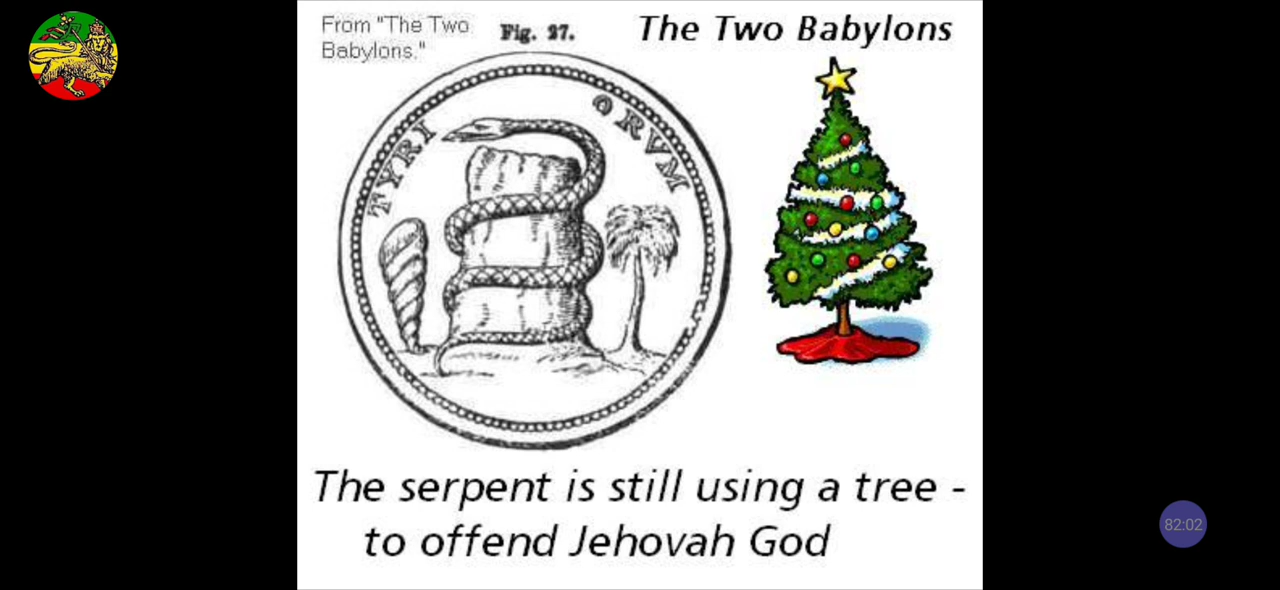 From "The Two
Babylons."
Fig. 27.
The Two Babylons
TYRI ORVM
The serpent is still using a tree -
to offend Jehovah God
82:02